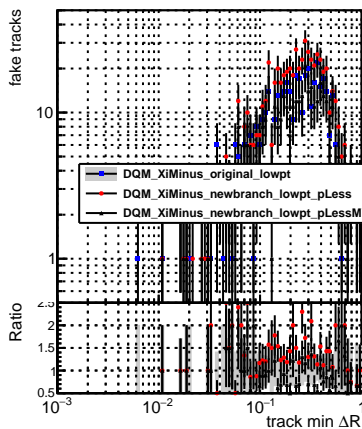 fake tracks
10
DQM_XiMinus_original_lowpt
DQM_XiMinus_newbranch_lowpt_pLess
DQM_XiMinus_newbranch_lowpt_pLessM
1
Ratio
2.5
2
1.5
1
0.5
10⁻³ 10⁻² 10⁻¹ 1
track min ΔR